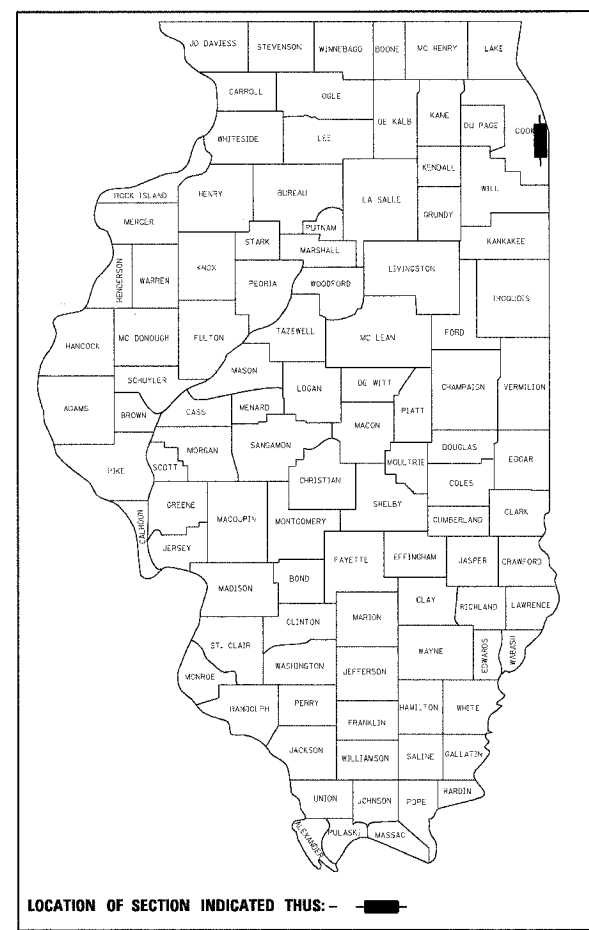 JO DAVIESS STEVENSON WINNEBAGO BOONE MC HENRY LAKE
CARROLL OGLE
DE KALB KANE DU PAGE COOK
WHITESIDE LEE
KENDALL WILL
ROCK ISLAND HENRY BUREAU LA SALLE
GRUNDY
MERCER PUTNAM
STARK MARSHALL KANKAKEE
HENDERSON WARREN KNOX PEORIA WOODFORD LIVINGSTON IROQUOIS
HANCOCK MC DONOUGH FULTON TAZEWELL MC LEAN FORD
MASON
SCHUYLER LOGAN DE WITT CHAMPAIGN VERMILION
ADAMS BROWN CASS MENARD MACON PIATT
MORGAN SANGAMON DOUGLAS
PIKE SCOTT CHRISTIAN MOULTRIE COLES EDGAR
GREENE MACOUPIN MONTGOMERY SHELBY CUMBERLAND CLARK
CALHOUN JERSEY
FAYETTE EFFINGHAM JASPER CRAWFORD
MADISON BOND
CLAY RICHLAND LAWRENCE
CLINTON MARION
ST. CLAIR WAYNE EDWARDS WABASH
WASHINGTON JEFFERSON
MONROE
RANDOLPH PERRY HAMILTON WHITE
FRANKLIN
JACKSON WILLIAMSON SALINE GALLATIN
UNION JOHNSON POPE HARDIN
ALEXANDER PULASKI MASSAC
LOCATION OF SECTION INDICATED THUS: -